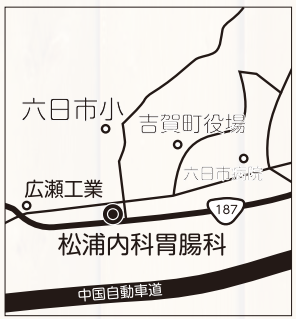 六日市小
吉賀町役場
六日市病院
広瀬工業
187
松浦内科胃腸科
中国自動車道